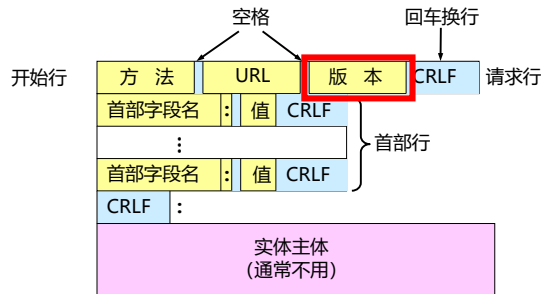 空格 回车换行
开始行 方 法 URL 版 本 CRLF 请求行
首部字段名 : 值 CRLF
⋮ 首部行
首部字段名 : 值 CRLF
CRLF :
实体主体
(通常不用)